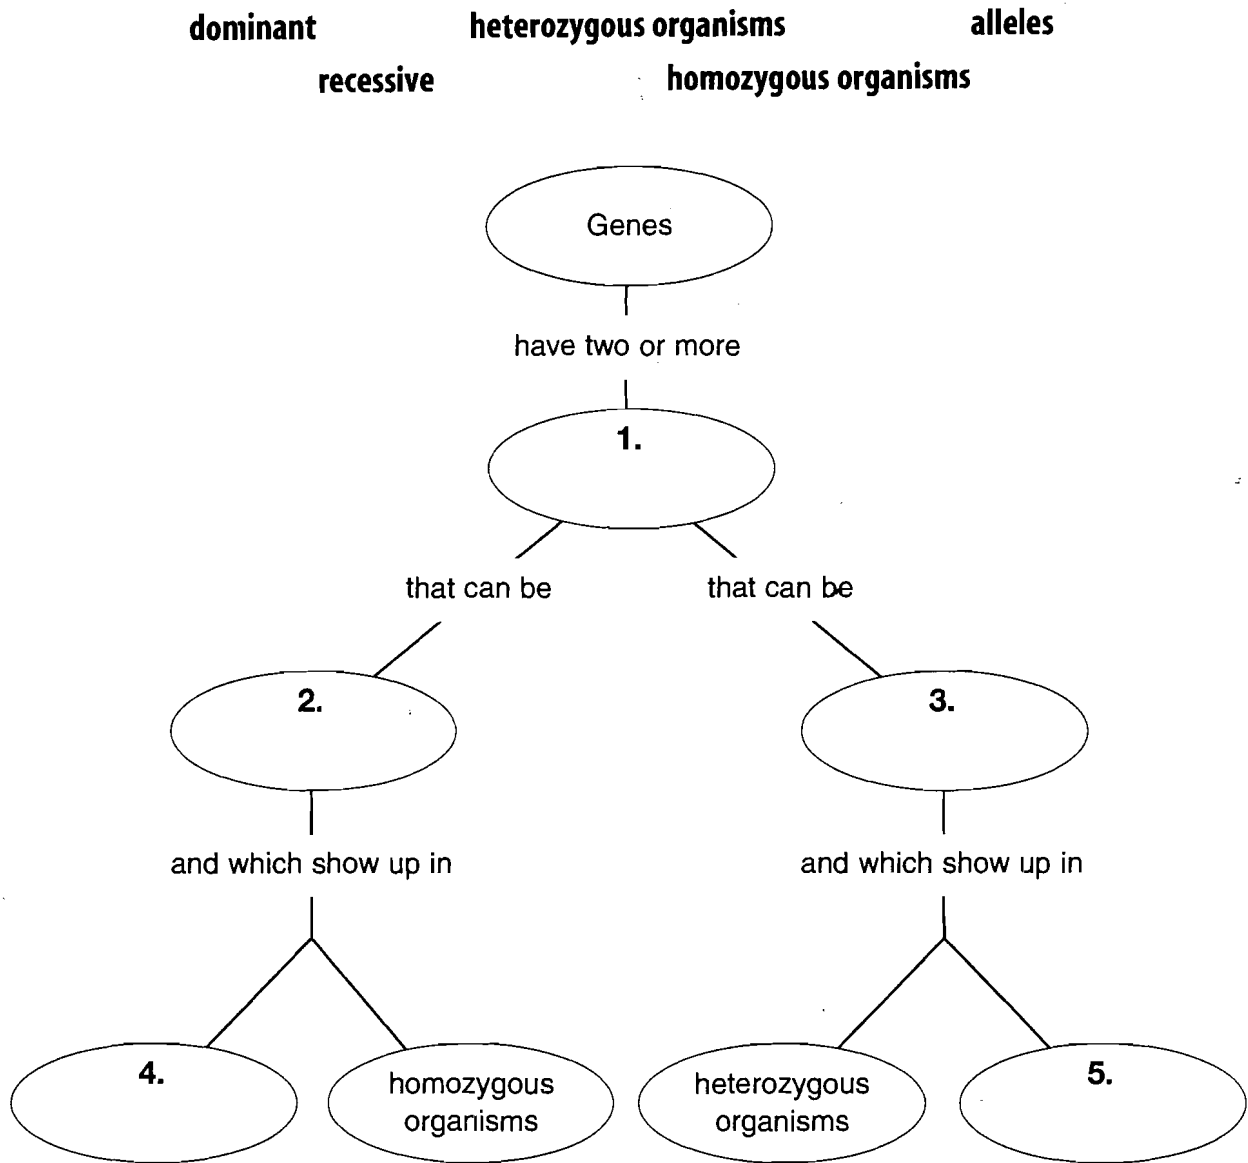 dominant heterozygous organisms alleles
recessive homozygous organisms
Genes
have two or more
1.
that can be that can be
2. 3.
and which show up in and which show up in
4. homozygous organisms heterozygous organisms 5.